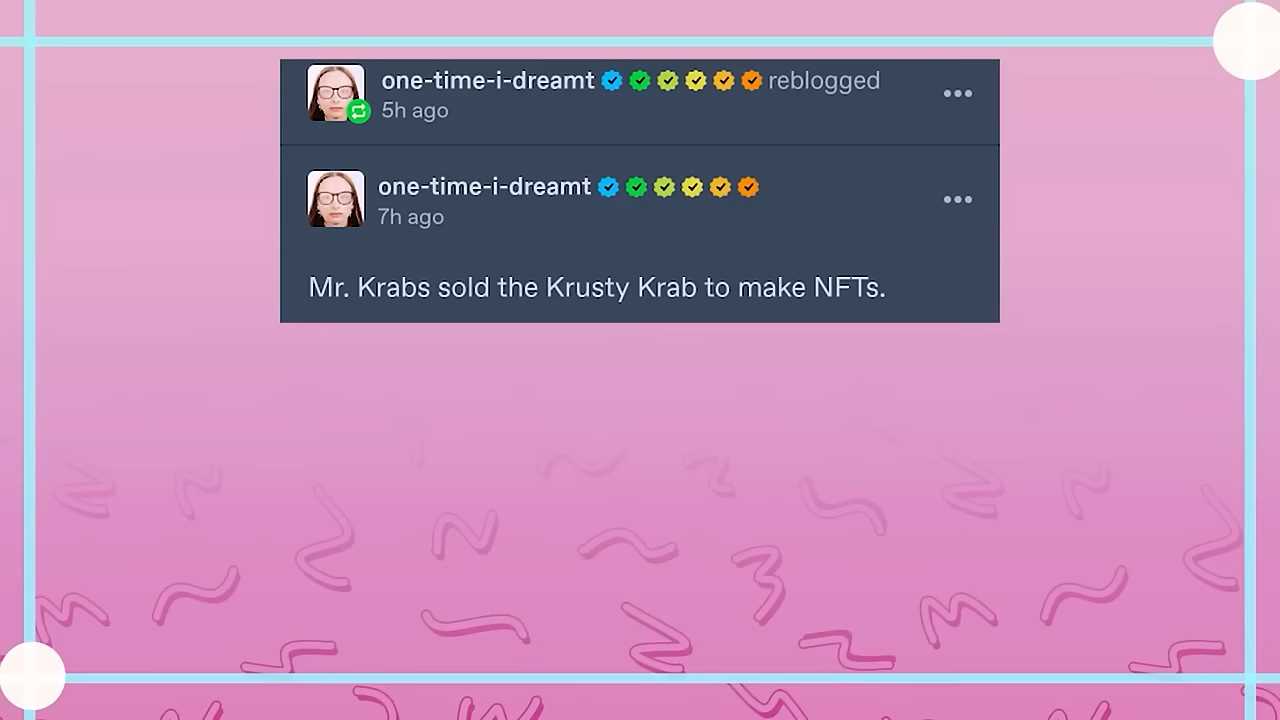 one-time-i-dreamt reblogged
5h ago
one-time-i-dreamt
7h ago
Mr. Krabs sold the Krusty Krab to make NFTs.